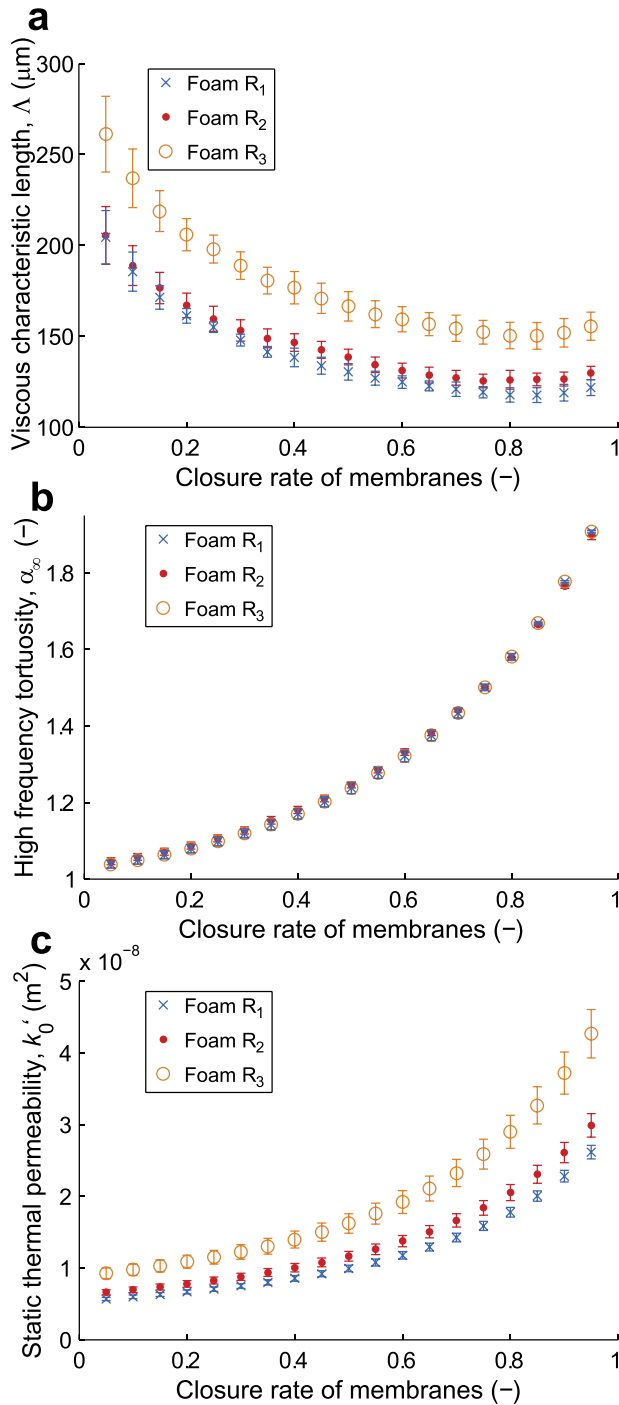 a
300
250
200
150
100
0
0.2
0.4
0.6
0.8
1
Viscous characteristic length, Λ (μm)
Closure rate of membranes (−)
Foam R1
Foam R2
Foam R3
b
1.8
1.6
1.4
1.2
1
0
0.2
0.4
0.6
0.8
1
High frequency tortuosity, α∞ (−)
Closure rate of membranes (−)
Foam R1
Foam R2
Foam R3
c
x 10−8
5
4
3
2
1
0
0
0.2
0.4
0.6
0.8
1
Static thermal permeability, k0‘ (m2)
Closure rate of membranes (−)
Foam R1
Foam R2
Foam R3